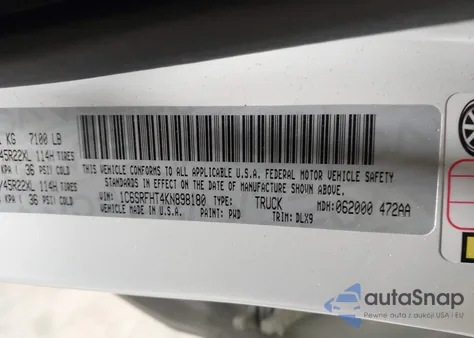 KG 7100 LB
45R22XL 114H TIRES
KPA ( 36 PSI) COLD
/45R22XL 114H TIRES
KPA ( 36 PSI) COLD
THIS VEHICLE CONFORMS TO ALL APPLICABLE U.S.A. FEDERAL MOTOR VEHICLE SAFETY
STANDARDS IN EFFECT ON THE DATE OF MANUFACTURE SHOWN ABOVE.
VIN: 1C6SRFHT4KN898180 TYPE: TRUCK MDH: 062000 472AA
VEHICLE MADE IN U.S.A. PAINT: PWD TRIM: DLX9
autoSnap
Pewne auta z aukcji USA i EU